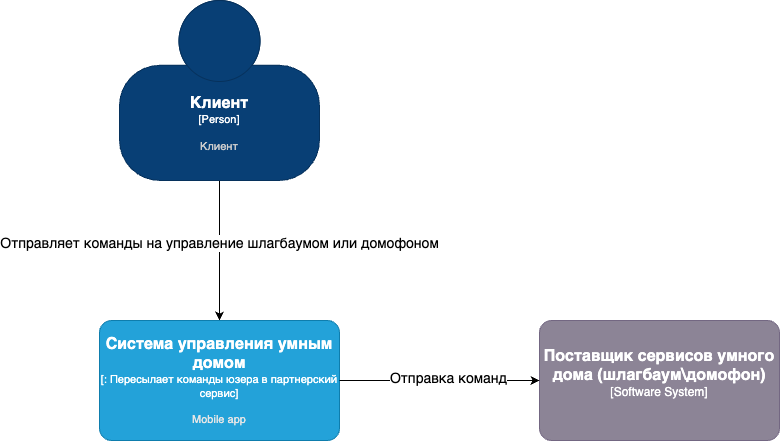 Клиент
[Person]
Клиент
Отправляет команды на управление шлагбаумом или домофоном
Система управления умным
домом
[: Пересылает команды юзера в партнерский
сервис]
Mobile app
Отправка команд
Поставщик сервисов умного
дома (шлагбаум\домофон)
[Software System]